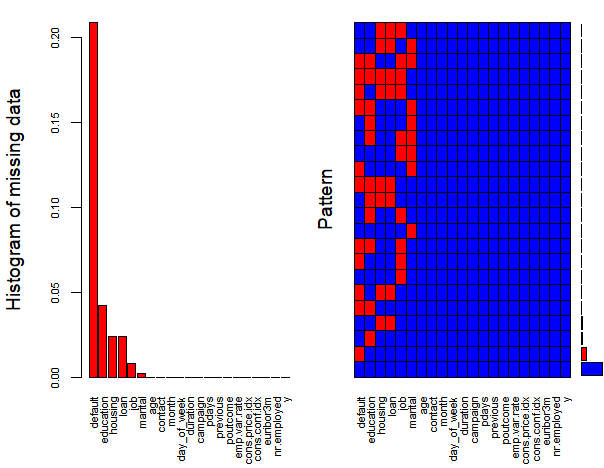 Histogram of missing data
0.00
0.05
0.10
0.15
0.20
default
education
housing
loan
job
marital
age
contact
month
day_of_week
duration
campaign
pdays
previous
poutcome
emp.var.rate
cons.price.idx
cons.conf.idx
euribor3m
nr.employed
y
Pattern
default
education
housing
loan
job
marital
age
contact
month
day_of_week
duration
campaign
pdays
previous
poutcome
emp.var.rate
cons.price.idx
cons.conf.idx
euribor3m
nr.employed
y